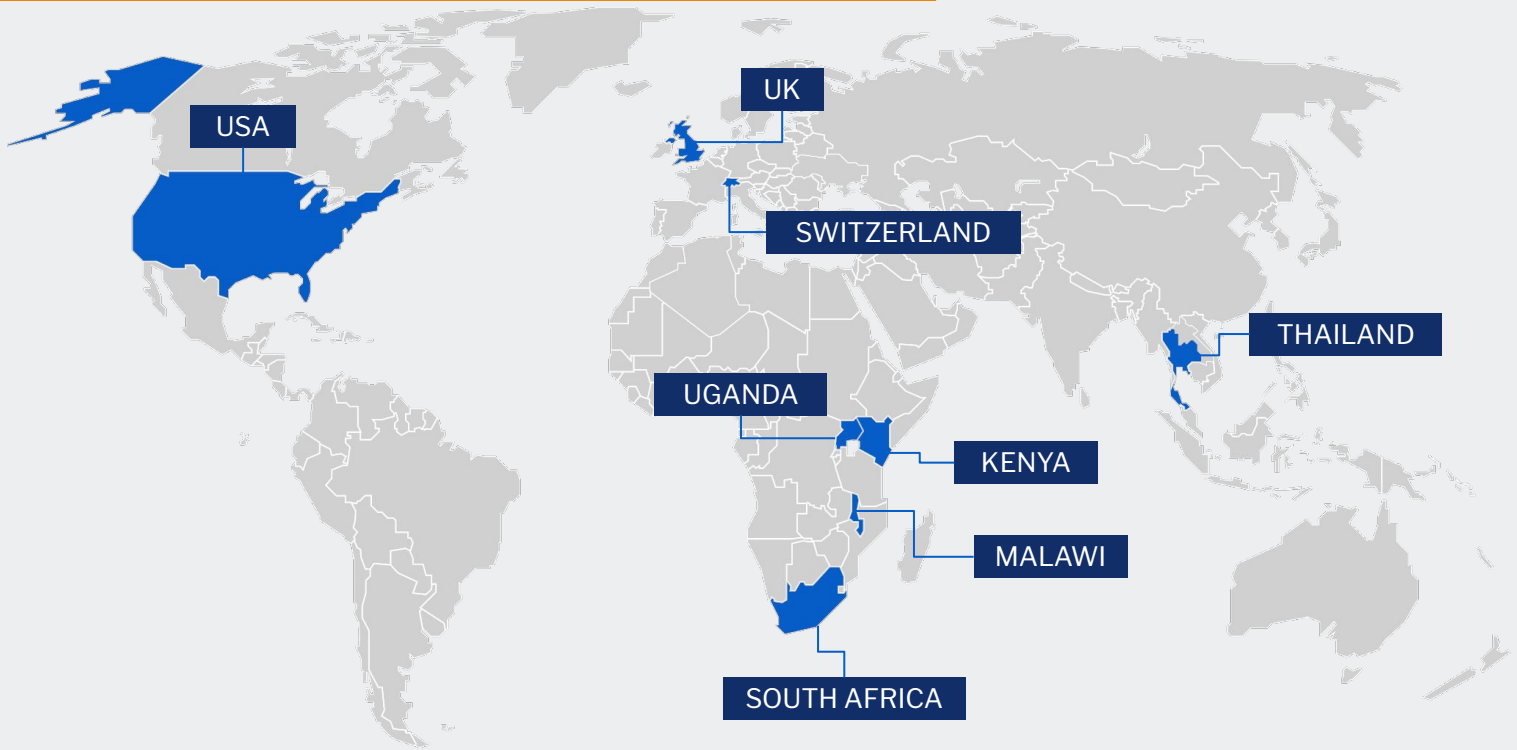 UK
USA
SWITZERLAND
THAILAND
UGANDA
KENYA
MALAWI
SOUTH AFRICA